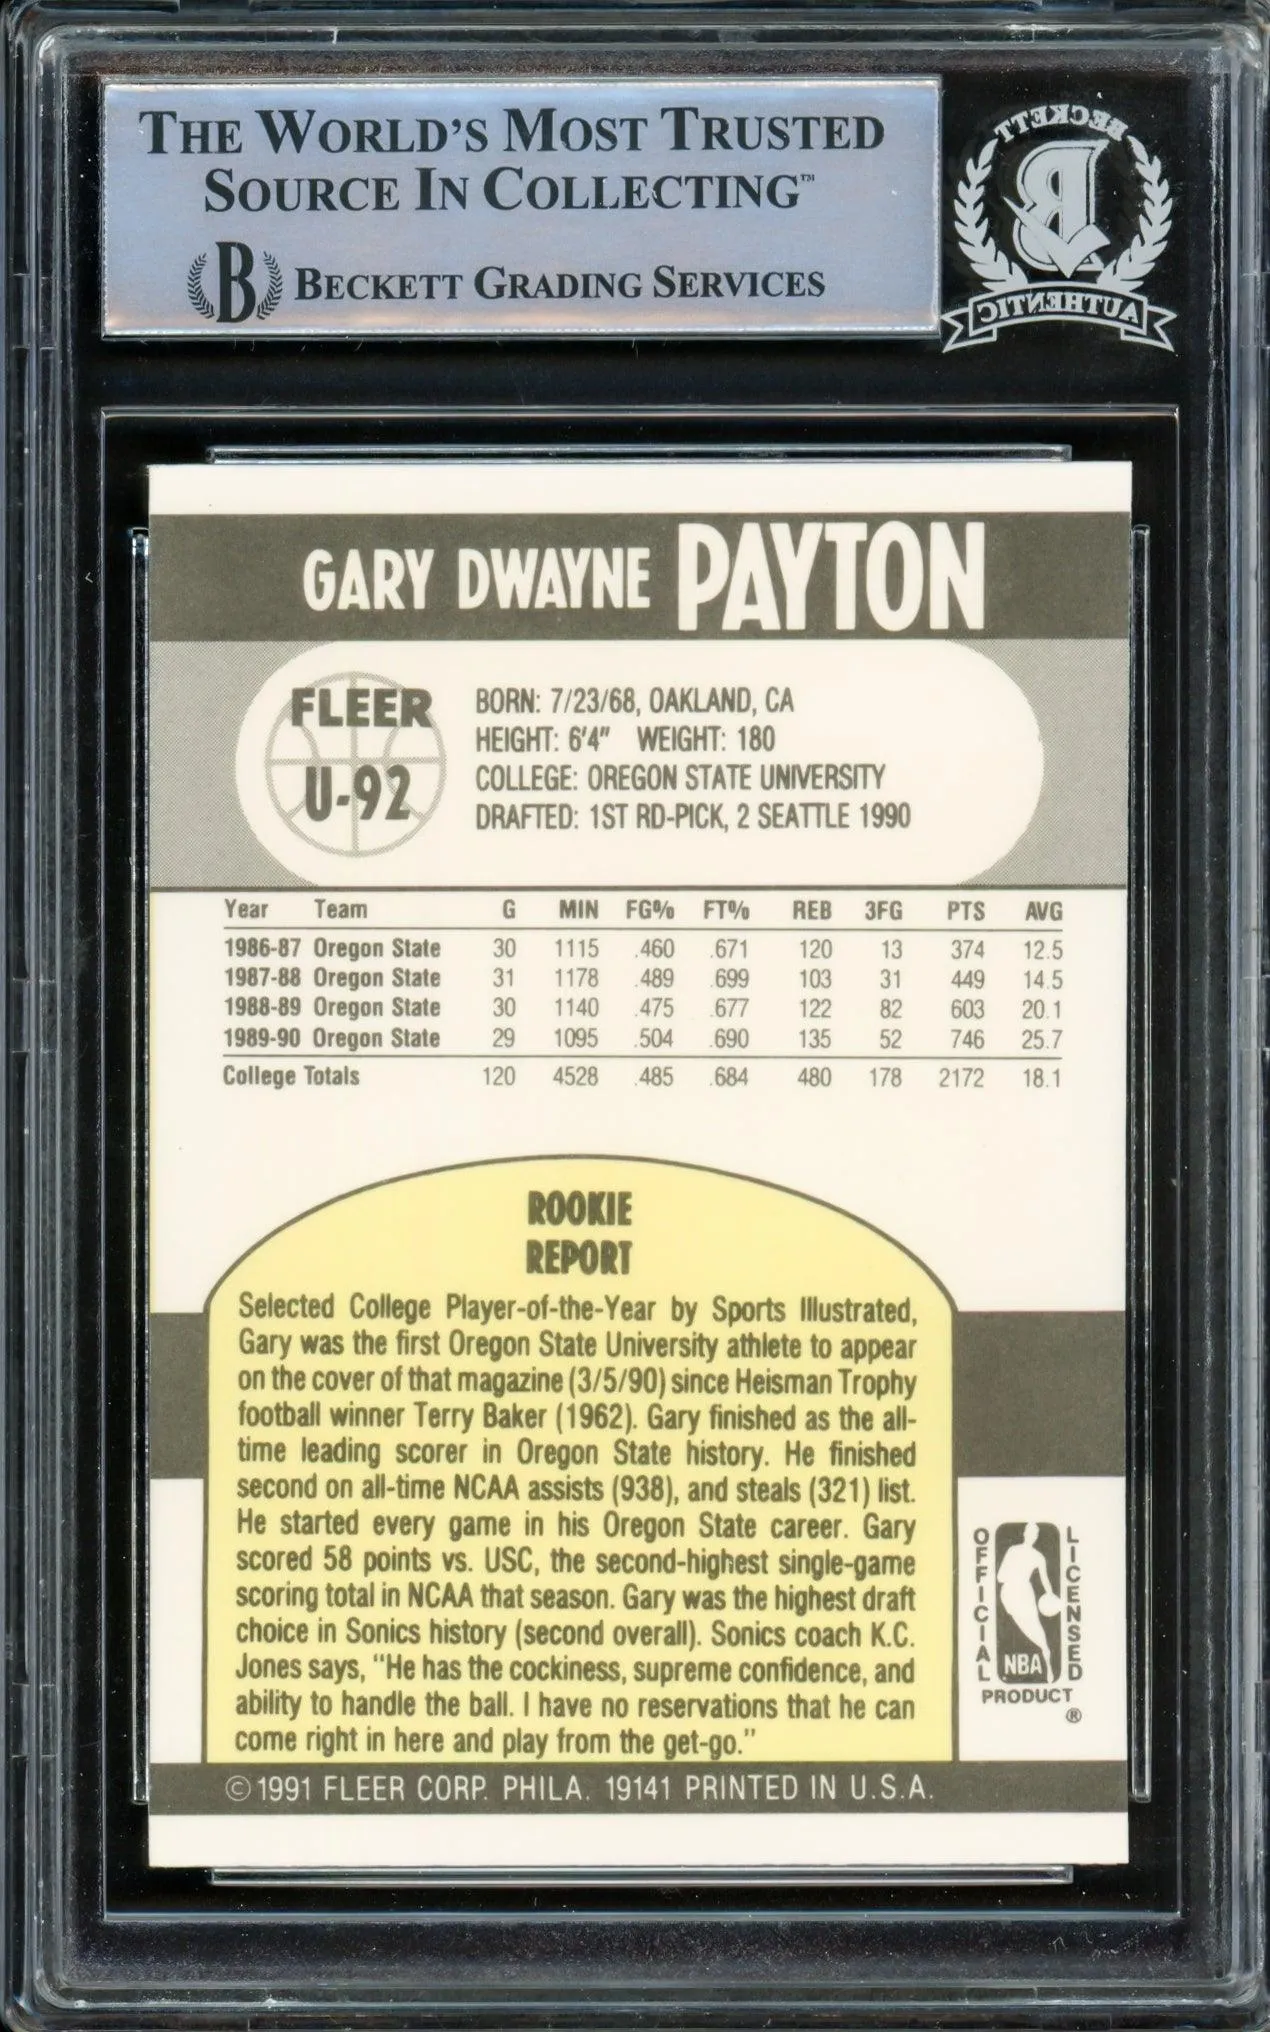 THE WORLD'S MOST TRUSTED
SOURCE IN COLLECTING™
B BECKETT GRADING SERVICES
BECKETT
B
AUTHENTIC
GARY DWAYNE PAYTON
FLEER
U-92
BORN: 7/23/68, OAKLAND, CA
HEIGHT: 6'4" WEIGHT: 180
COLLEGE: OREGON STATE UNIVERSITY
DRAFTED: 1ST RD-PICK, 2 SEATTLE 1990
Year Team G MIN FG% FT% REB 3FG PTS AVG
1986-87 Oregon State 30 1115 .460 .671 120 13 374 12.5
1987-88 Oregon State 31 1178 .489 .699 103 31 449 14.5
1988-89 Oregon State 30 1140 .475 .677 122 82 603 20.1
1989-90 Oregon State 29 1095 .504 .690 135 52 746 25.7
College Totals 120 4528 .485 .684 480 178 2172 18.1
ROOKIE
REPORT
Selected College Player-of-the-Year by Sports Illustrated,
Gary was the first Oregon State University athlete to appear
on the cover of that magazine (3/5/90) since Heisman Trophy
football winner Terry Baker (1962). Gary finished as the all-
time leading scorer in Oregon State history. He finished
second on all-time NCAA assists (938), and steals (321) list.
He started every game in his Oregon State career. Gary
scored 58 points vs. USC, the second-highest single-game
scoring total in NCAA that season. Gary was the highest draft
choice in Sonics history (second overall). Sonics coach K.C.
Jones says, "He has the cockiness, supreme confidence, and
ability to handle the ball. I have no reservations that he can
come right in here and play from the get-go."
OFFICIAL LICENSED
NBA
PRODUCT
®
© 1991 FLEER CORP. PHILA. 19141 PRINTED IN U.S.A.